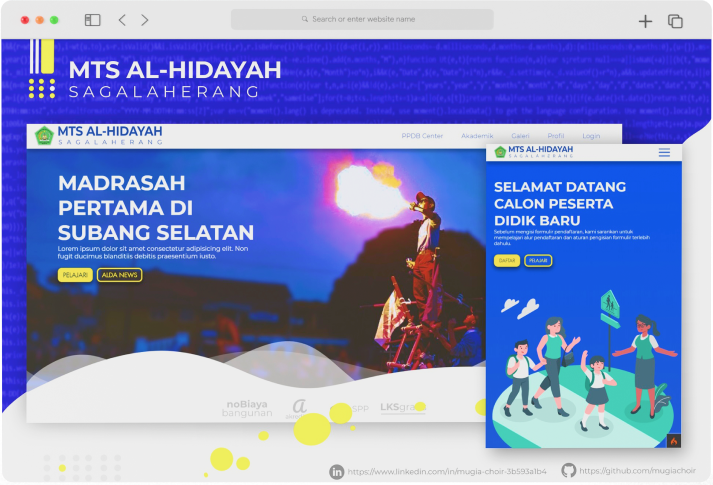 Search or enter website name
MTS AL-HIDAYAH
SAGALAHERANG
MTS AL-HIDAYAH
SAGALAHERANG
PPDB Center Akademik Galeri Profil Login
MADRASAH
PERTAMA DI
SUBANG SELATAN
Lorem ipsum dolor sit amet consectetur adipisicing elit. Non
fugit ducimus blanditiis debitis praesentium iusto.
PELAJARI ALDA NEWS
noBiaya
bangunan
spp
LKSgratis
MTS AL-HIDAYAH
SAGALAHERANG
SELAMAT DATANG
CALON PESERTA
DIDIK BARU
Sebelum mengisi formulir pendaftaran, kami sarankan untuk
mempelajari alur pendaftaran dan aturan pengisian formulir terlebih
dahulu.
DAFTAR PELAJARI
https://www.linkedin.com/in/mugia-choir-3b593a1b4
https://github.com/mugiachoir